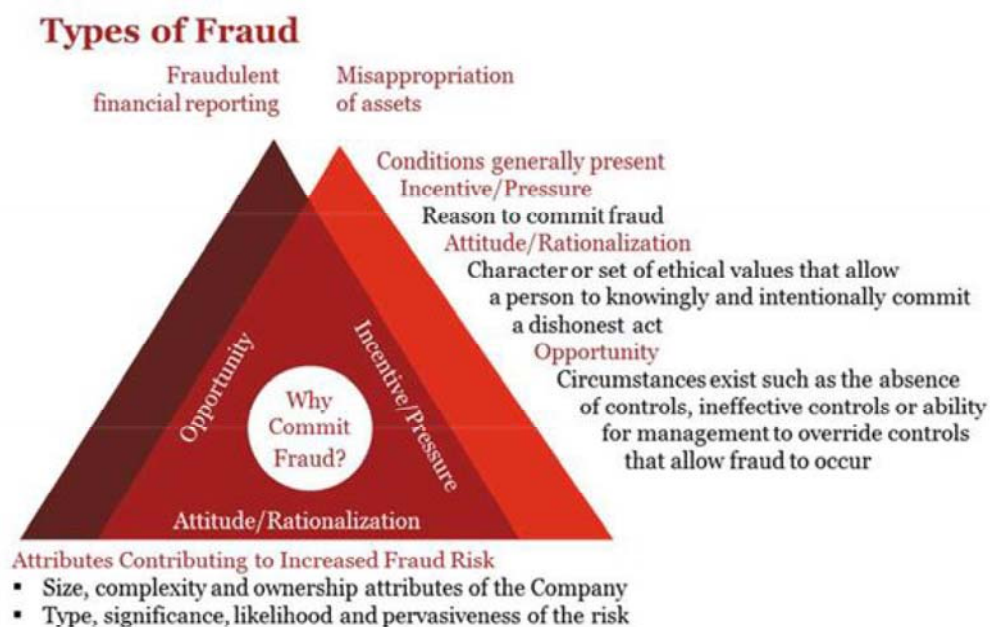 Types of Fraud
Fraudulent
financial reporting
Misappropriation
of assets
Conditions generally present
Incentive/Pressure
Reason to commit fraud
Attitude/Rationalization
Character or set of ethical values that allow
a person to knowingly and intentionally commit
a dishonest act
Opportunity
Circumstances exist such as the absence
of controls, ineffective controls or ability
for management to override controls
that allow fraud to occur
Opportunity
Incentive/Pressure
Why
Commit
Fraud?
Attitude/Rationalization
Attributes Contributing to Increased Fraud Risk
▪ Size, complexity and ownership attributes of the Company
▪ Type, significance, likelihood and pervasiveness of the risk